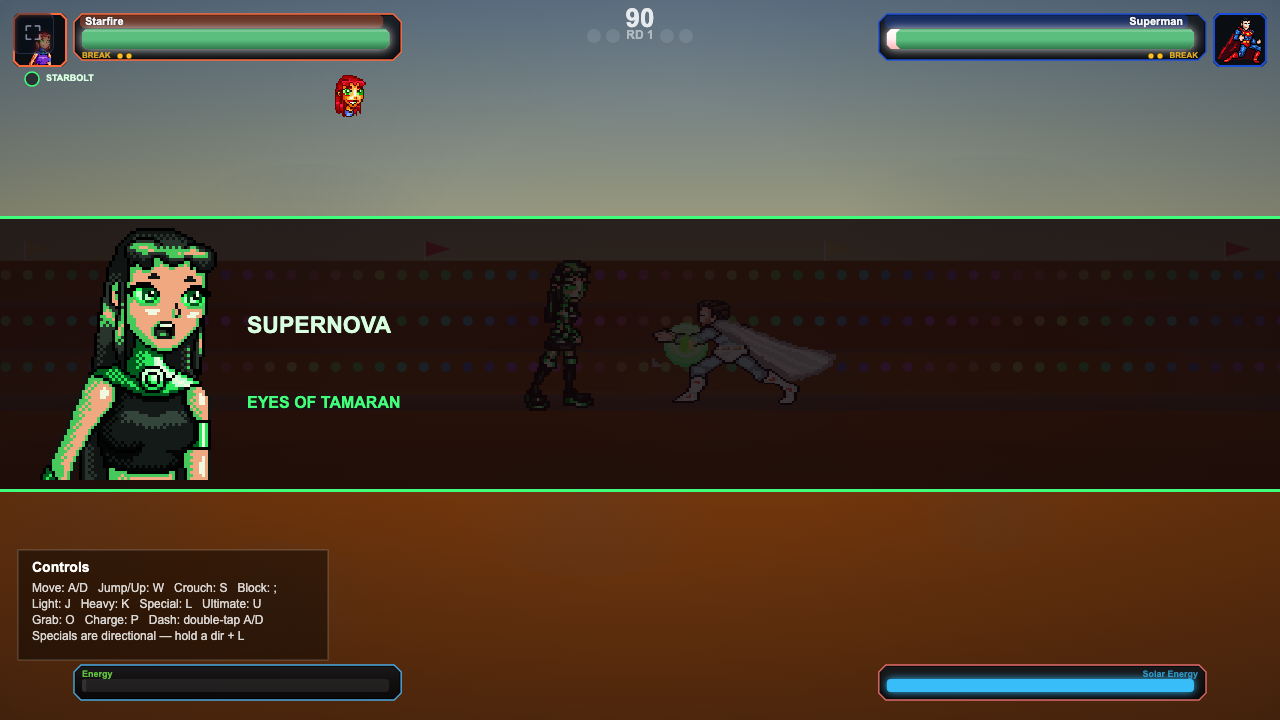 Starfire
90
Superman
RD 1
BREAK
BREAK
STARBOLT
SUPERNOVA
EYES OF TAMARAN
Controls
Move: A/D Jump/Up: W Crouch: S Block: ;
Light: J Heavy: K Special: L Ultimate: U
Grab: O Charge: P Dash: double-tap A/D
Specials are directional — hold a dir + L
Energy
Solar Energy